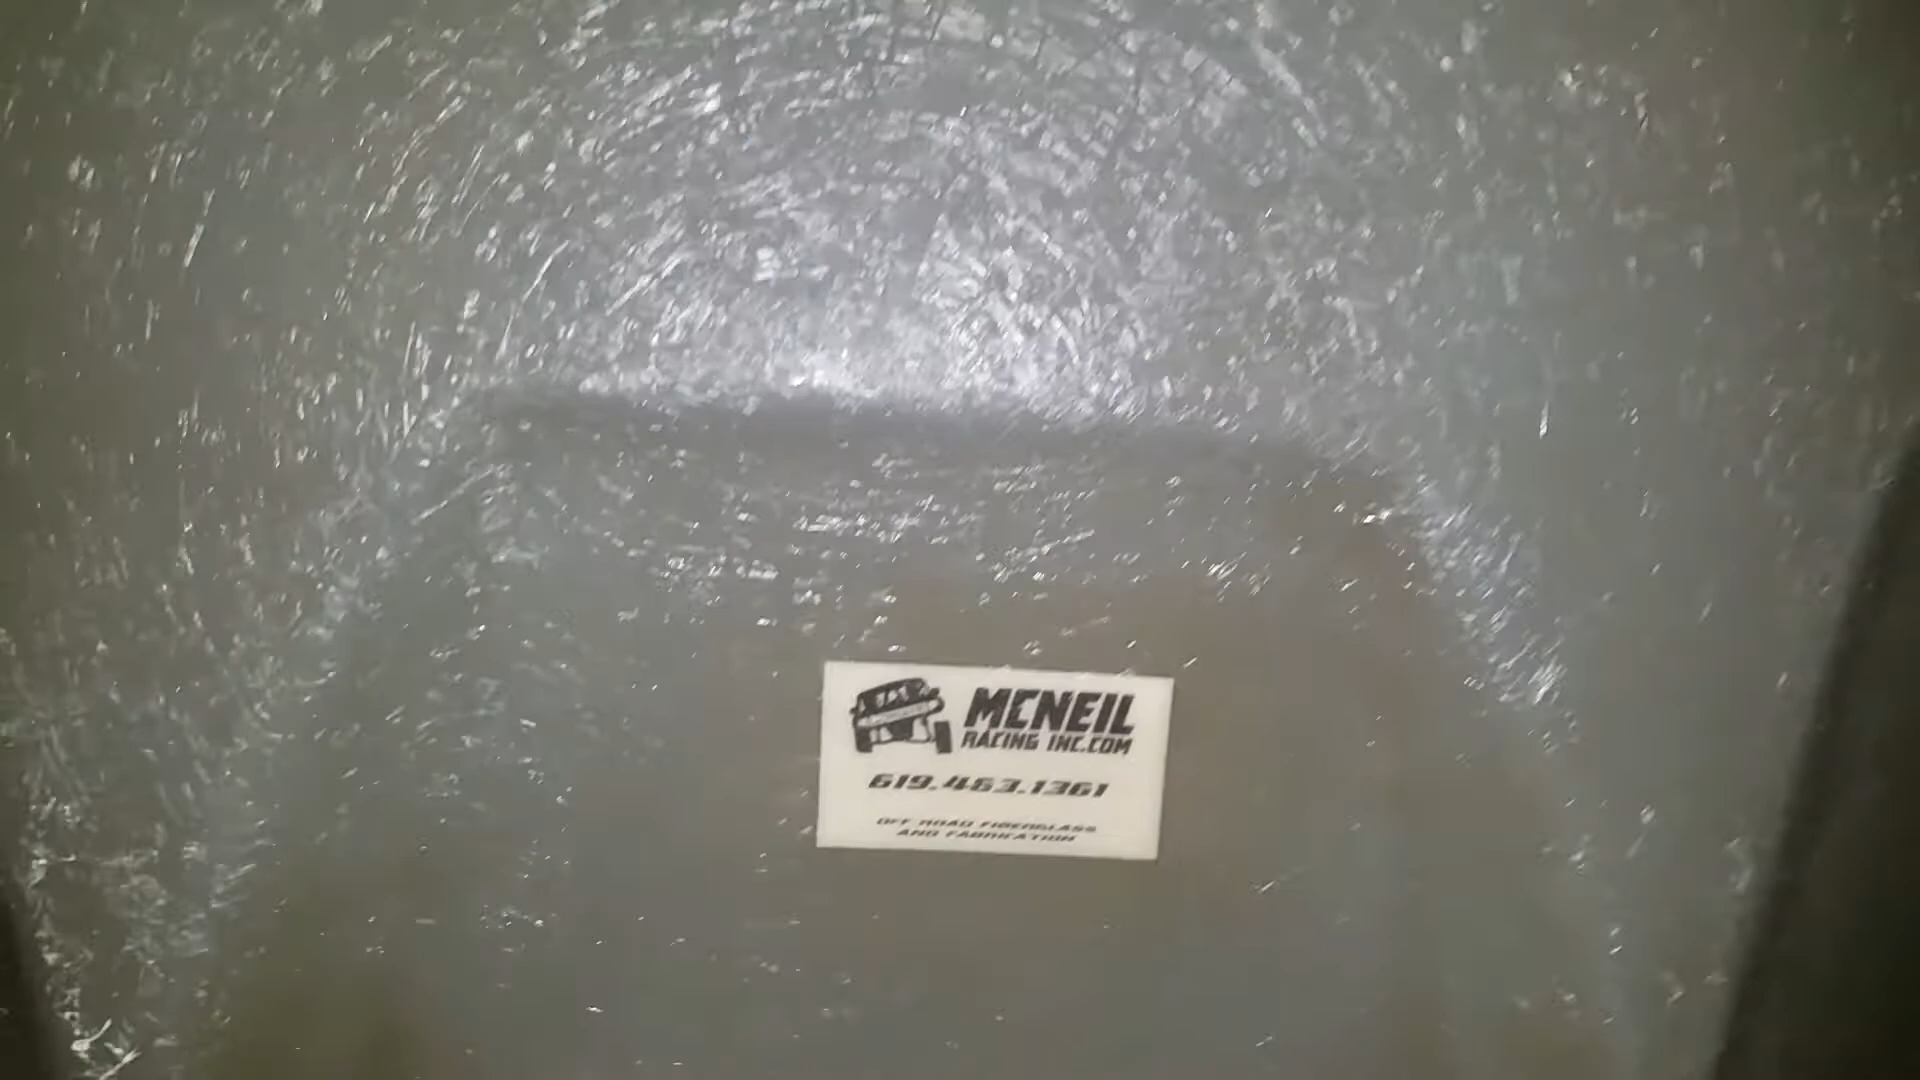 MCNEIL
RACING INC.COM
619.463.1361
OFF ROAD FIBERGLASS
AND FABRICATION